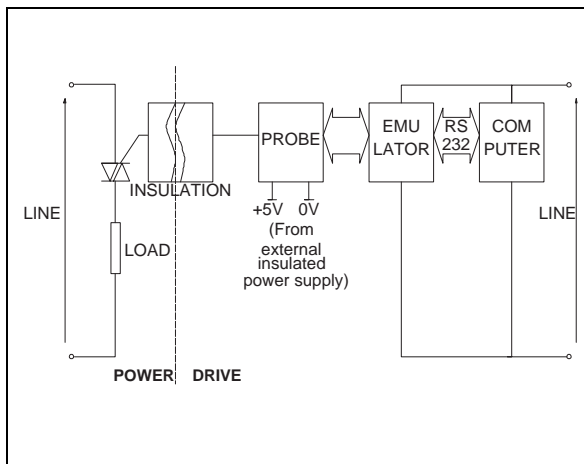 LINE
INSULATION
LOAD
POWER
DRIVE
PROBE
+5V
0V
(From
external
insulated
power supply)
EMU
LATOR
RS
232
COM
PUTER
LINE